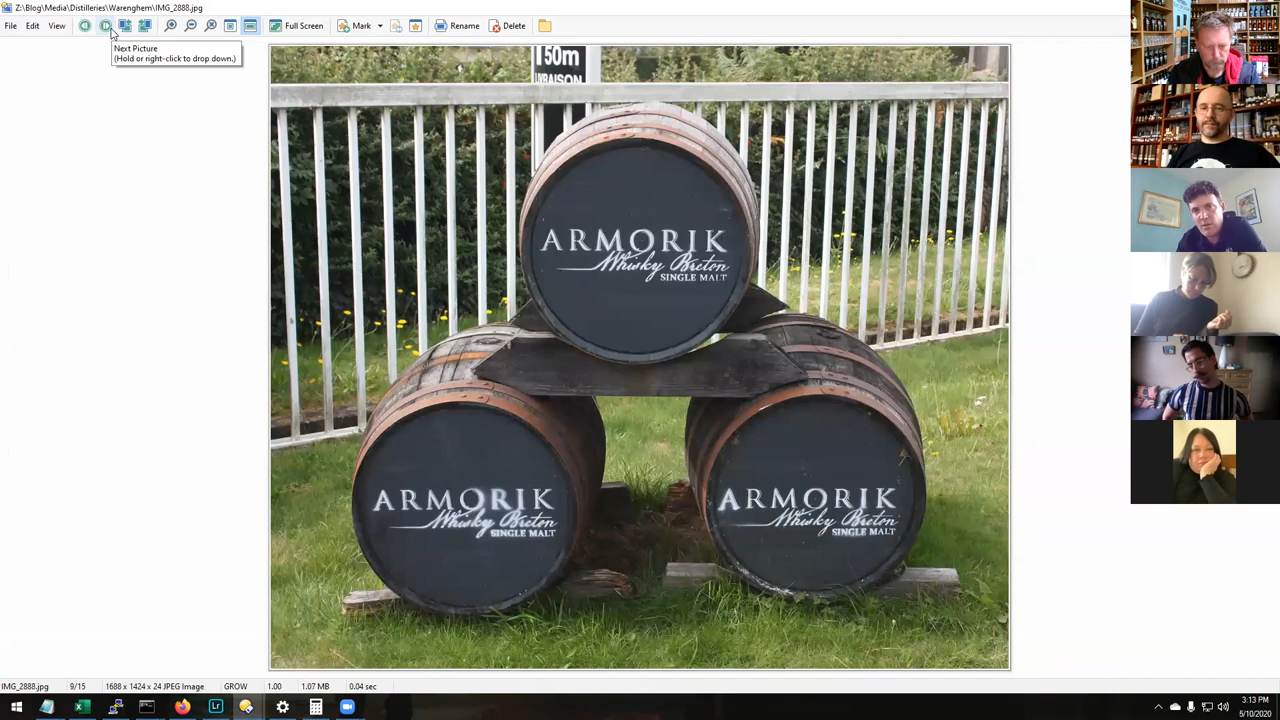 Z:\Blog\Media\Distilleries\Warenghem\IMG_2888.jpg
File Edit View Full Screen Mark Rename Delete
Next Picture
(Hold or right-click to drop down.)
150m
LIVRAISON
ARMORIK
Whisky Breton
SINGLE MALT
ARMORIK
Whisky Breton
SINGLE MALT
ARMORIK
Whisky Breton
SINGLE MALT
IMG_2888.jpg 9/15 1688 x 1424 x 24 JPEG Image GROW 1.00 1.07 MB 0.04 sec
3:13 PM
5/10/2020